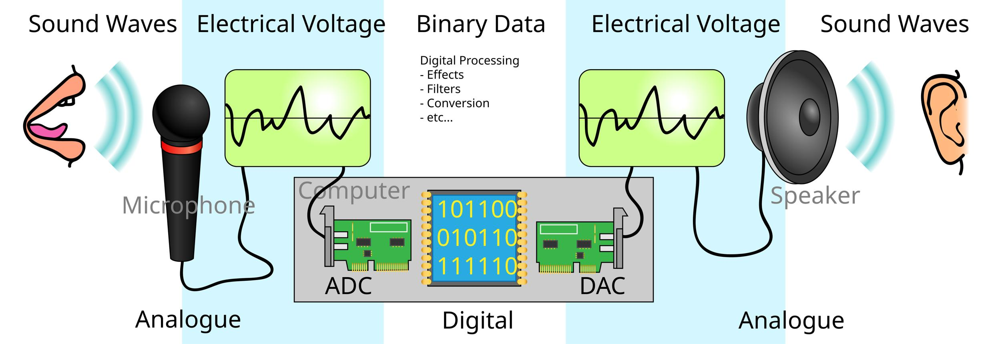 Sound Waves
Electrical Voltage
Binary Data
Electrical Voltage
Sound Waves
Digital Processing
- Effects
- Filters
- Conversion
- etc...
Microphone
Computer
Speaker
101100
010110
111110
ADC
DAC
Analogue
Digital
Analogue